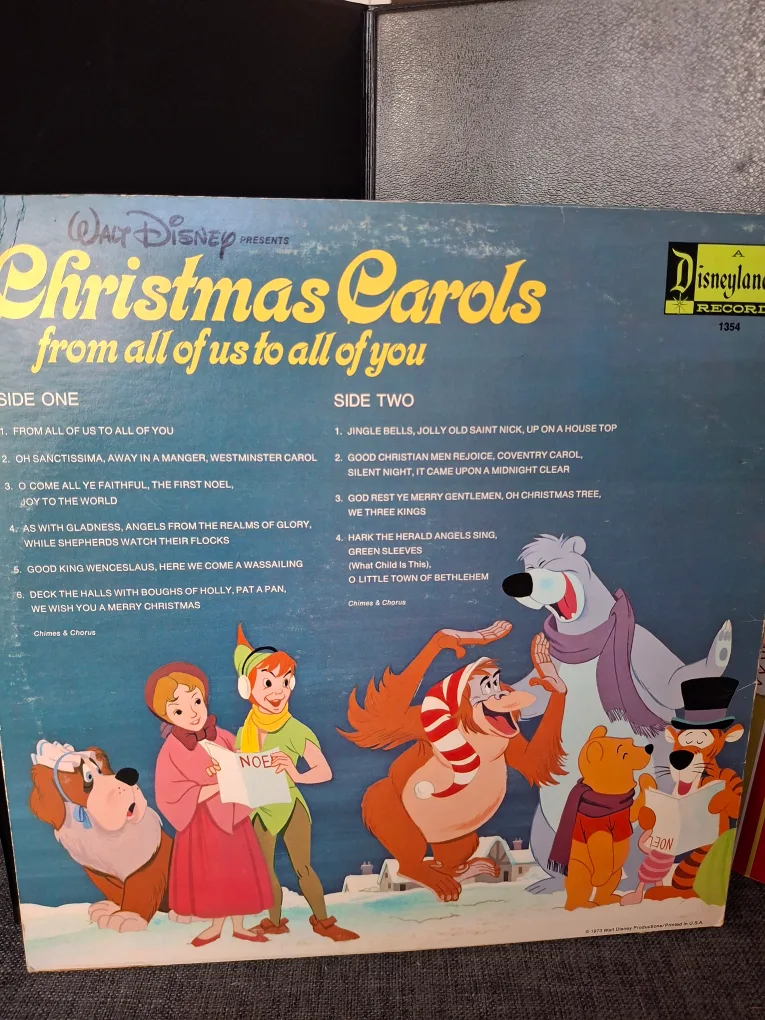 WALT DISNEY PRESENTS
Christmas Carols
from all of us to all of you
A
Disneyland
RECORD
1354
SIDE ONE
1. FROM ALL OF US TO ALL OF YOU
2. OH SANCTISSIMA, AWAY IN A MANGER, WESTMINSTER CAROL
3. O COME ALL YE FAITHFUL, THE FIRST NOEL,
JOY TO THE WORLD
4. AS WITH GLADNESS, ANGELS FROM THE REALMS OF GLORY,
WHILE SHEPHERDS WATCH THEIR FLOCKS
5. GOOD KING WENCESLAUS, HERE WE COME A WASSAILING
6. DECK THE HALLS WITH BOUGHS OF HOLLY, PAT A PAN,
WE WISH YOU A MERRY CHRISTMAS
Chimes & Chorus
SIDE TWO
1. JINGLE BELLS, JOLLY OLD SAINT NICK, UP ON A HOUSE TOP
2. GOOD CHRISTIAN MEN REJOICE, COVENTRY CAROL,
SILENT NIGHT, IT CAME UPON A MIDNIGHT CLEAR
3. GOD REST YE MERRY GENTLEMEN, OH CHRISTMAS TREE,
WE THREE KINGS
4. HARK THE HERALD ANGELS SING,
GREEN SLEEVES
(What Child Is This),
O LITTLE TOWN OF BETHLEHEM
Chimes & Chorus
NOEL
NOEL
© 1973 Walt Disney Productions/Printed in U.S.A.